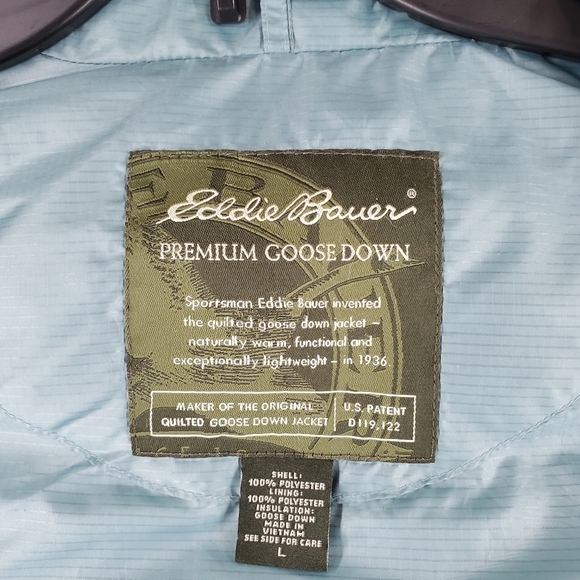 Eddie Bauer®
PREMIUM GOOSE DOWN
Sportsman Eddie Bauer invented
the quilted goose down jacket –
naturally warm, functional and
exceptionally lightweight – in 1936.
MAKER OF THE ORIGINAL
QUILTED GOOSE DOWN JACKET
U.S. PATENT
D119,122
SHELL:
100% POLYESTER
LINING:
100% POLYESTER
INSULATION:
GOOSE DOWN
MADE IN
VIETNAM
SEE SIDE FOR CARE
L